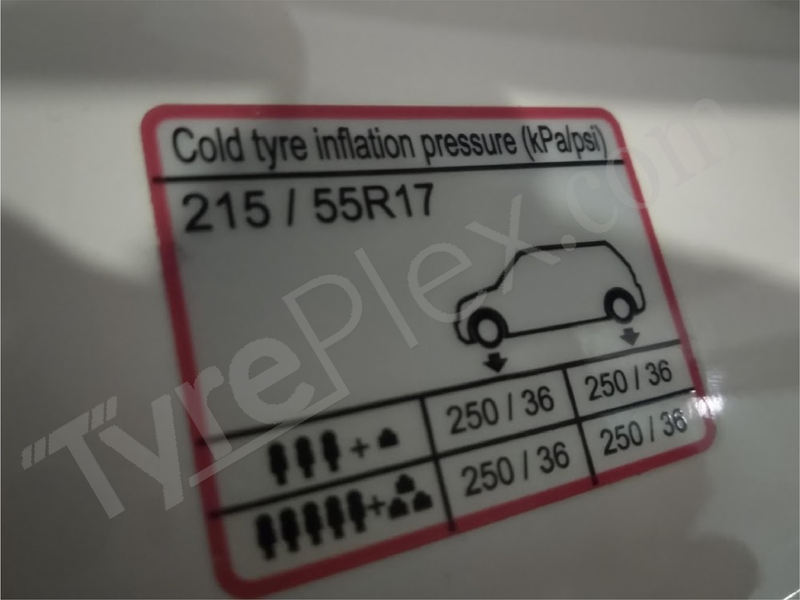 Cold tyre inflation pressure (kPa/psi)
215 / 55R17
TyrePlex.com
+ 250 / 36 250 / 36
+ 250 / 36 250 / 36